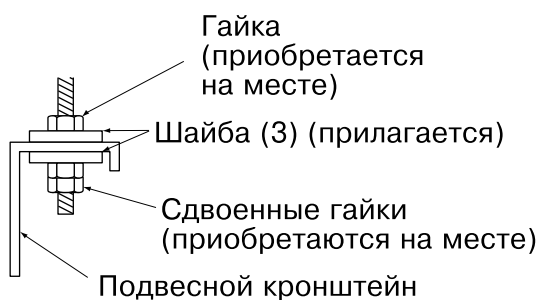 Гайка
(приобретается
на месте)
Шайба (3) (прилагается)
Сдвоенные гайки
(приобретаются на месте)
Подвесной кронштейн